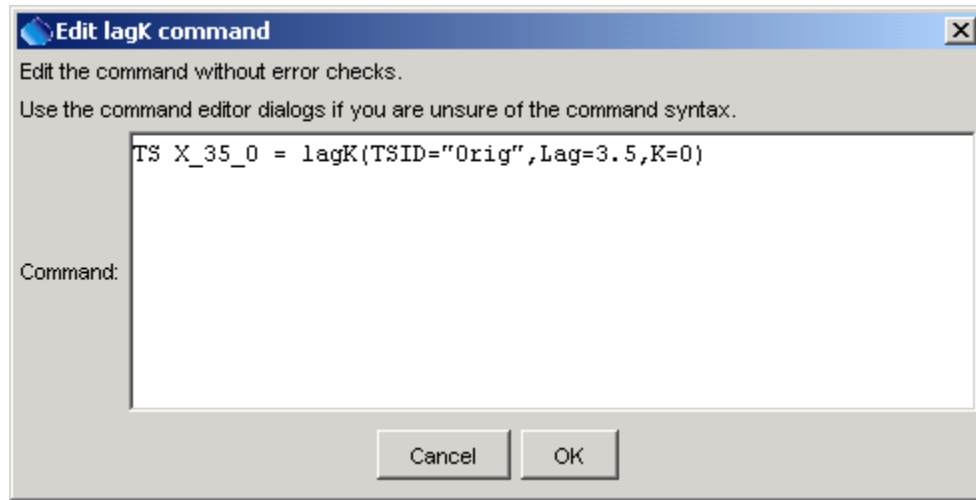 Edit lagK command
Edit the command without error checks.
Use the command editor dialogs if you are unsure of the command syntax.
TS X_35_0 = lagK(TSID="Orig",Lag=3.5,K=0)
Command:
Cancel OK